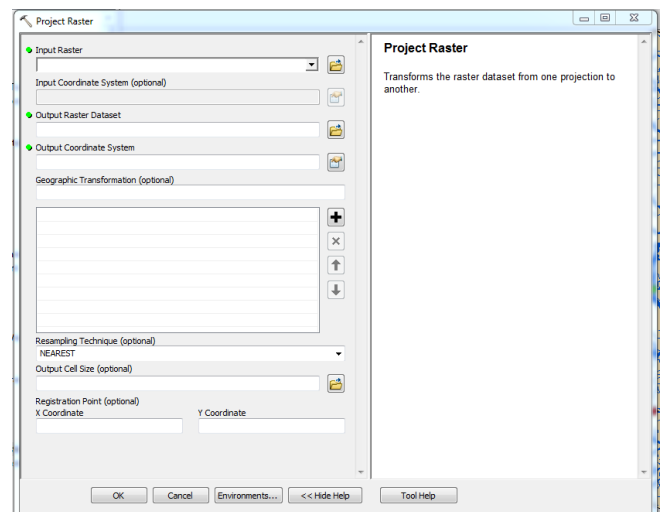 Project Raster
Input Raster
Input Coordinate System (optional)
Output Raster Dataset
Output Coordinate System
Geographic Transformation (optional)
Resampling Technique (optional)
NEAREST
Output Cell Size (optional)
Registration Point (optional)
X Coordinate Y Coordinate
OK Cancel Environments... << Hide Help Tool Help
Project Raster
Transforms the raster dataset from one projection to
another.